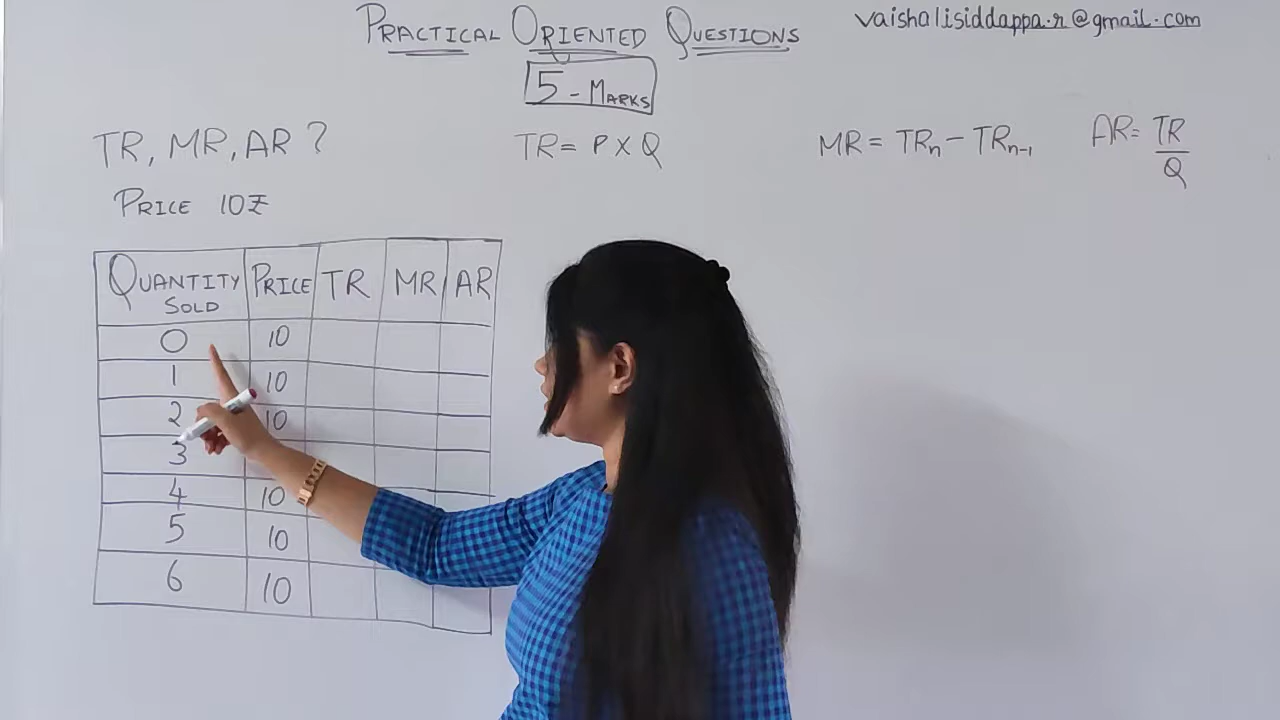 PRACTICAL ORIENTED QUESTIONS
vaishalisiddappa.r@gmail.com
5 - MARKS
TR, MR, AR ?
TR = P X Q
MR = TRn - TRn-1
AR = TR
Q
PRICE 10₹
QUANTITY SOLD PRICE TR MR AR
0 10
1 10
2 10
3
4 10
5 10
6 10